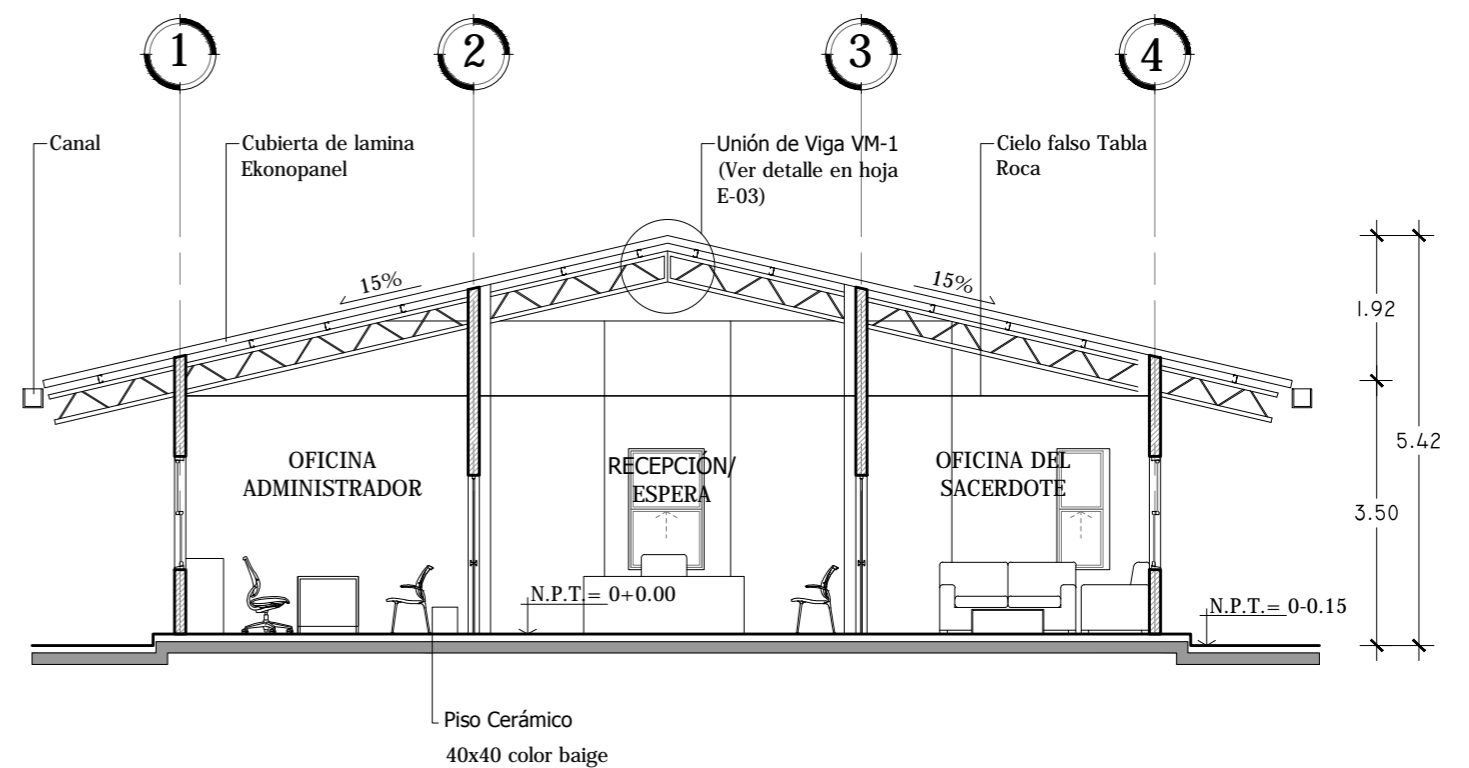 1
2
3
4
Canal
Cubierta de lamina
Ekonopanel
Unión de Viga VM-1
(Ver detalle en hoja
E-03)
Cielo falso Tabla
Roca
15%
15%
1.92
5.42
3.50
OFICINA
ADMINISTRADOR
RECEPCIÓN/
ESPERA
OFICINA DEL
SACERDOTE
N.P.T.= 0+0.00
N.P.T.= 0-0.15
Piso Cerámico
40x40 color baige